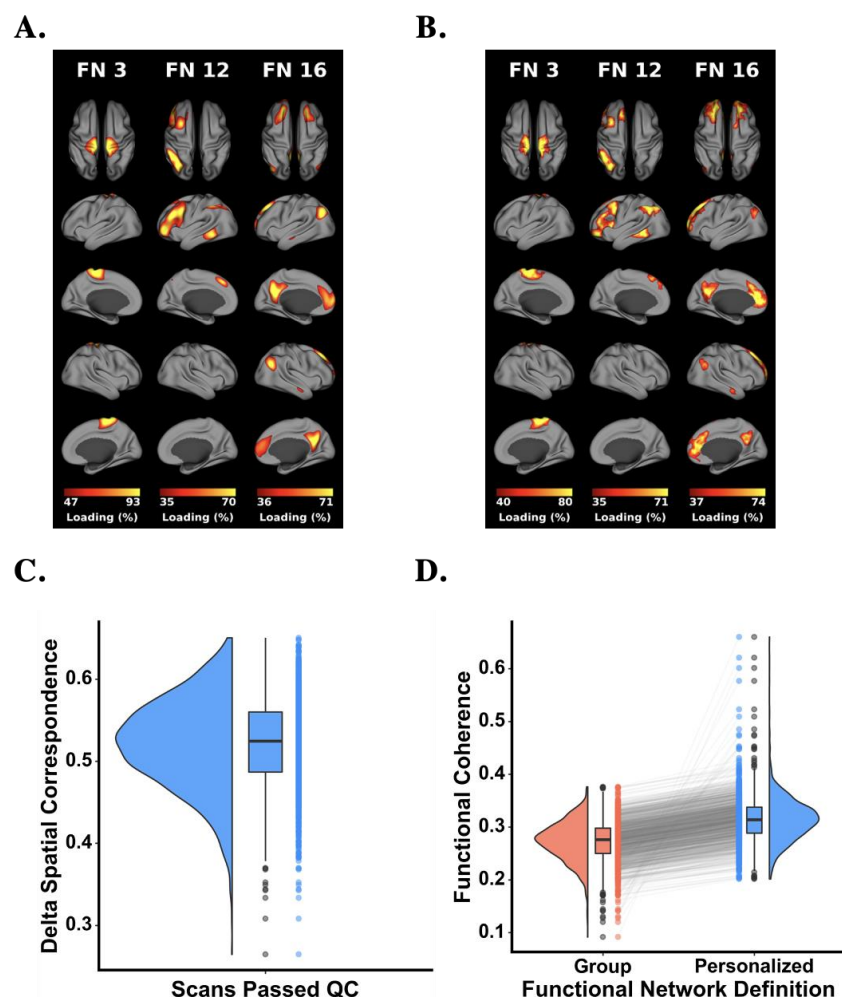 A.
B.
FN 3 FN 12 FN 16
47 93 35 70 36 71
Loading (%) Loading (%) Loading (%)
FN 3 FN 12 FN 16
40 80 35 71 37 74
Loading (%) Loading (%) Loading (%)
C.
D.
Delta Spatial Correspondence
0.6
0.5
0.4
0.3
Scans Passed QC
Functional Coherence
0.6
0.5
0.4
0.3
0.2
0.1
Group Personalized
Functional Network Definition